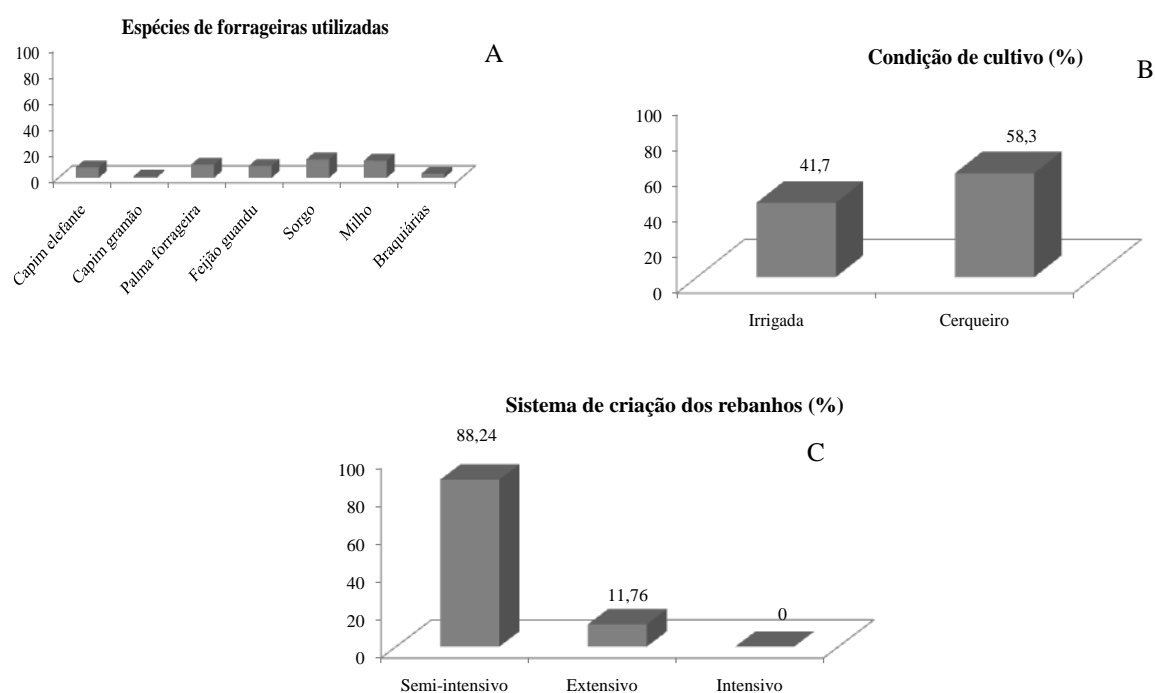 Espécies de forrageiras utilizadas
A
100
80
60
40
20
0
Capim elefante
Capim gramão
Palma forrageira
Feijão guandu
Sorgo
Milho
Braquiárias
Condição de cultivo (%)
B
100
80
60
40
20
0
41,7
58,3
Irrigada
Cerqueiro
Sistema de criação dos rebanhos (%)
C
100
80
60
40
20
0
88,24
11,76
0
Semi-intensivo
Extensivo
Intensivo